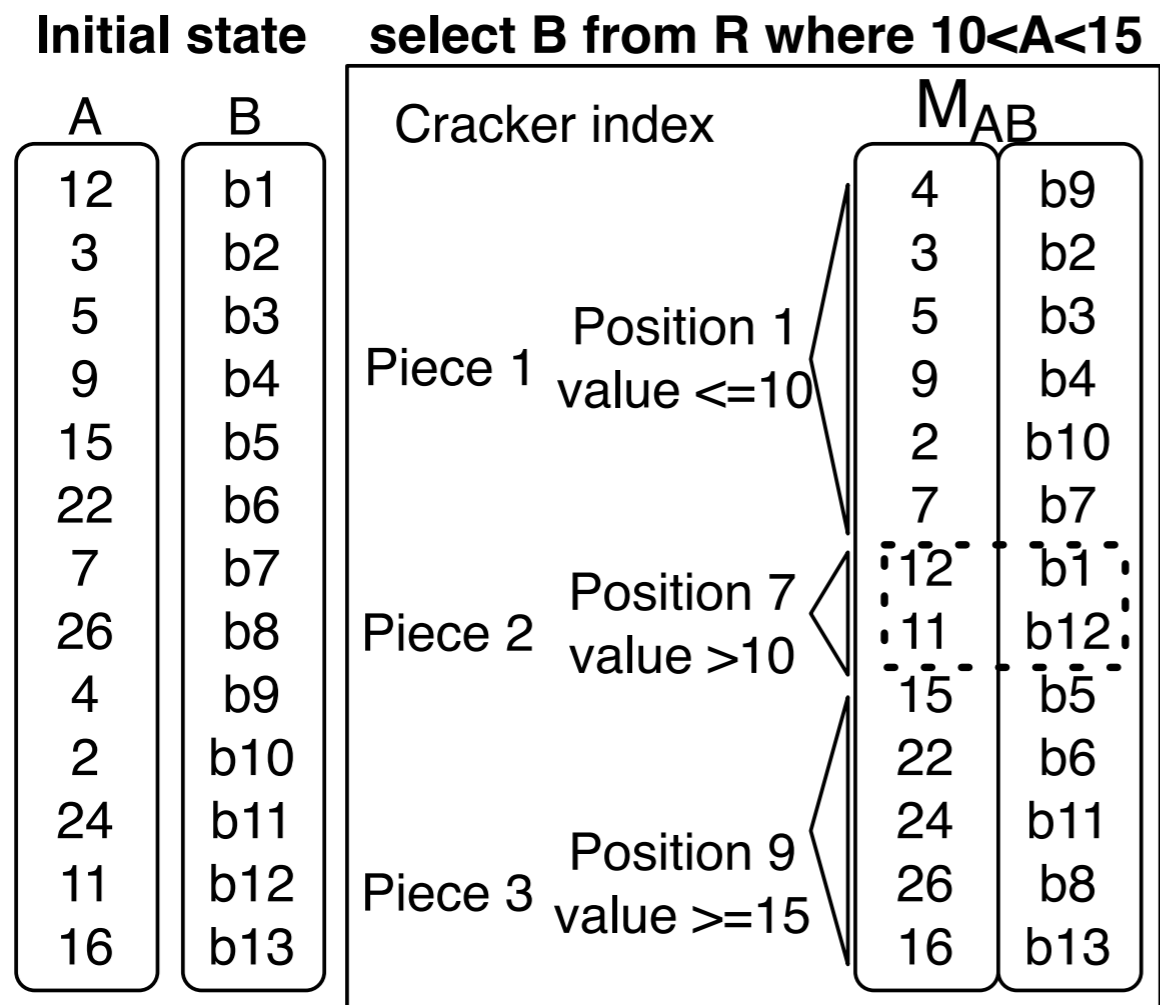 Initial state
select B from R where 10<A<15
A B
Cracker index
M_AB
12 b1
3 b2
5 b3
9 b4
15 b5
22 b6
7 b7
26 b8
4 b9
2 b10
24 b11
11 b12
16 b13
Piece 1
Position 1
value <=10
Piece 2
Position 7
value >10
Piece 3
Position 9
value >=15
4 b9
3 b2
5 b3
9 b4
2 b10
7 b7
12 b1
11 b12
15 b5
22 b6
24 b11
26 b8
16 b13